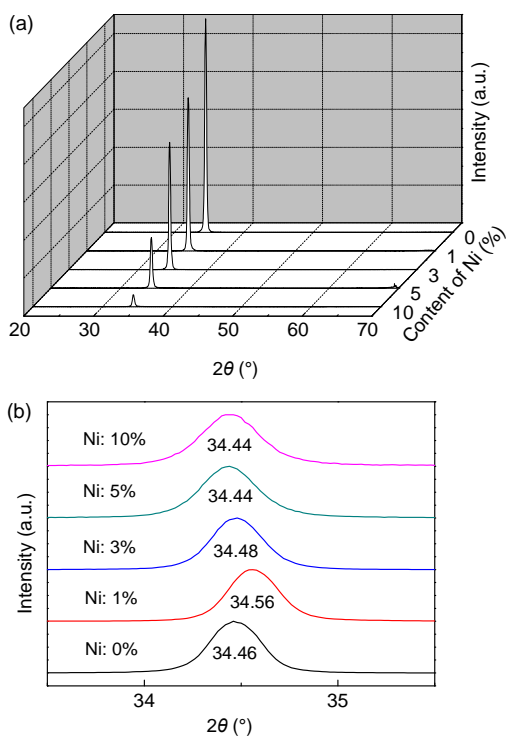 (a)
Intensity (a.u.)
0
1
3
5
10
Content of Ni (%)
20 30 40 50 60 70
2θ (°)
(b)
Intensity (a.u.)
Ni: 10%
34.44
Ni: 5%
34.44
Ni: 3%
34.48
Ni: 1%
34.56
Ni: 0%
34.46
34 35
2θ (°)